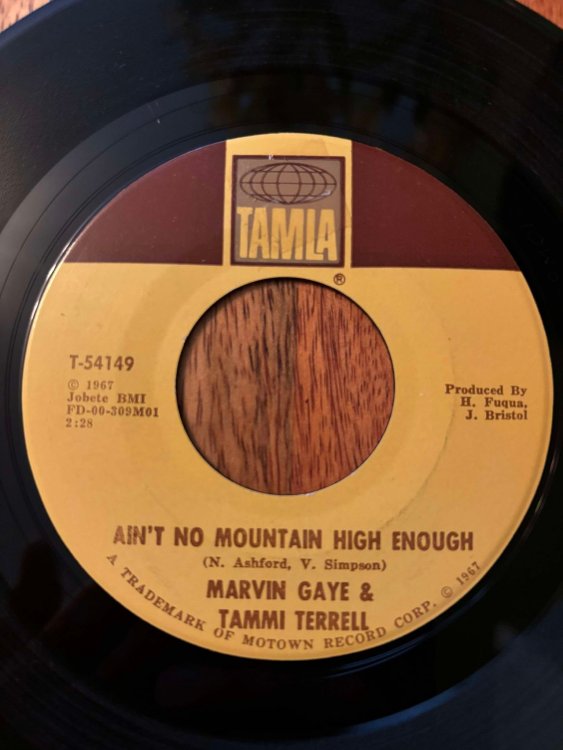 TAMLA
®
T-54149
© 1967
Jobete BMI
FD-00-309M01
2:28
Produced By
H. Fuqua,
J. Bristol
AIN'T NO MOUNTAIN HIGH ENOUGH
(N. Ashford, V. Simpson)
MARVIN GAYE &
TAMMI TERRELL
A TRADEMARK OF MOTOWN RECORD CORP. © 1967